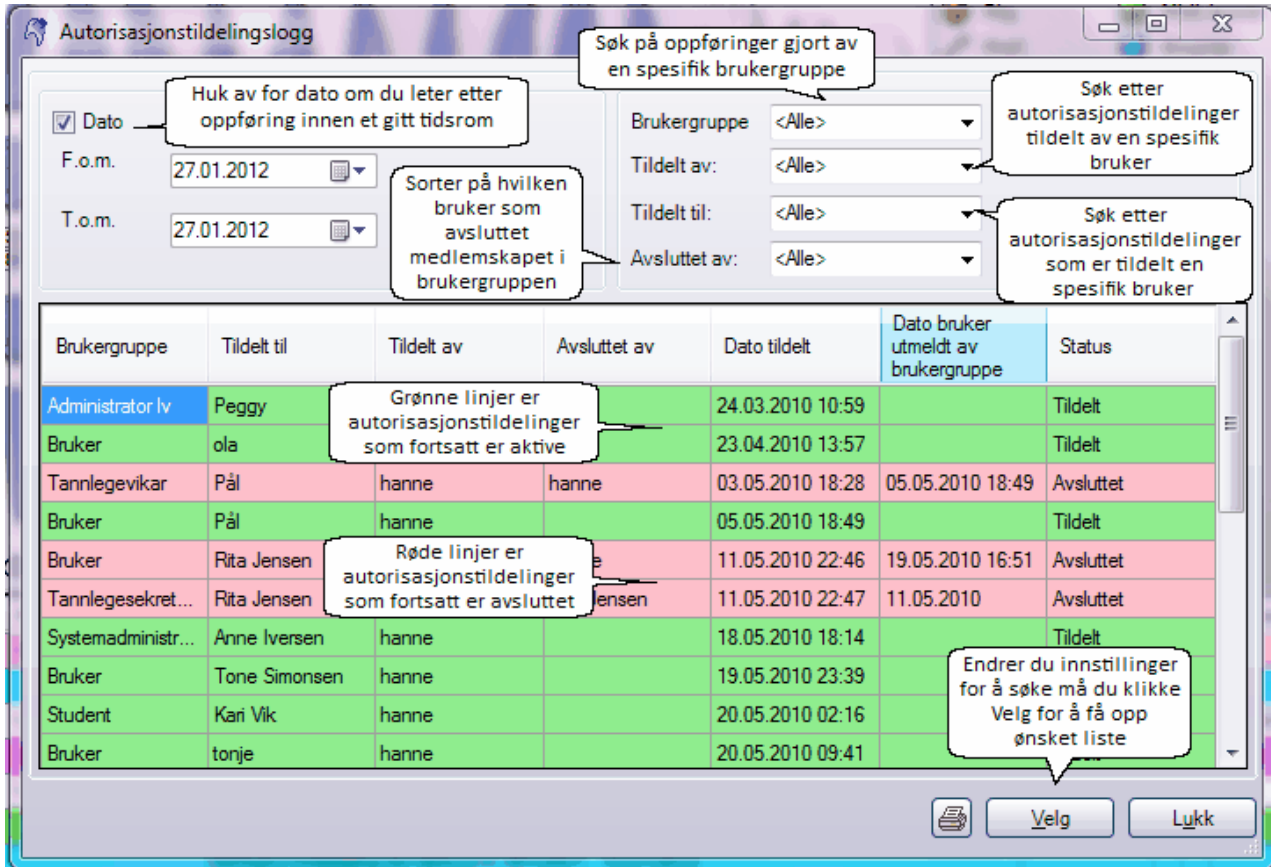 Autorisasjonstildelingslogg
Søk på oppføringer gjort av
en spesifik brukergruppe
Huk av for dato om du leter etter
oppføring innen et gitt tidsrom
Dato
F.o.m.
27.01.2012
T.o.m.
27.01.2012
Sorter på hvilken
bruker som
avsluttet
medlemskapet i
brukergruppen
Brukergruppe <Alle>
Tildelt av: <Alle>
Tildelt til: <Alle>
Avsluttet av: <Alle>
Søk etter
autorisasjonstildelinger
tildelt av en spesifik
bruker
Søk etter
autorisasjonstildelinger
som er tildelt en
spesifik bruker
Brukergruppe Tildelt til Tildelt av Avsluttet av Dato tildelt Dato bruker utmeldt av brukergruppe Status
Administrator lv Peggy 24.03.2010 10:59 Tildelt
Bruker ola 23.04.2010 13:57 Tildelt
Grønne linjer er
autorisasjonstildelinger
som fortsatt er aktive
Tannlegevikar Pål hanne hanne 03.05.2010 18:28 05.05.2010 18:49 Avsluttet
Bruker Pål hanne 05.05.2010 18:49 Tildelt
Bruker Rita Jensen 11.05.2010 22:46 19.05.2010 16:51 Avsluttet
Tannlegesekret... Rita Jensen 11.05.2010 22:47 11.05.2010 Avsluttet
Røde linjer er
autorisasjonstildelinger
som fortsatt er avsluttet
Systemadministr... Anne Iversen hanne 18.05.2010 18:14 Tildelt
Bruker Tone Simonsen hanne 19.05.2010 23:39
Student Kari Vik hanne 20.05.2010 02:16
Bruker tonje hanne 20.05.2010 09:41
Endrer du innstillinger
for å søke må du klikke
Velg for å få opp
ønsket liste
Velg
Lukk